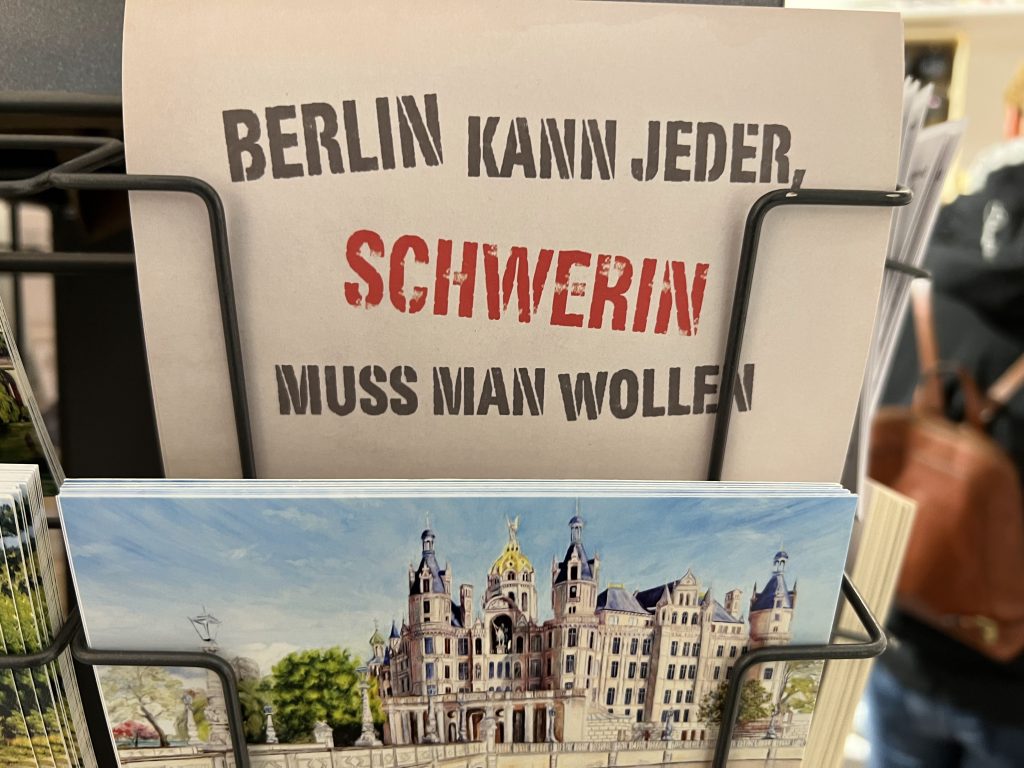 BERLIN KANN JEDER,
SCHWERIN
MUSS MAN WOLLEN